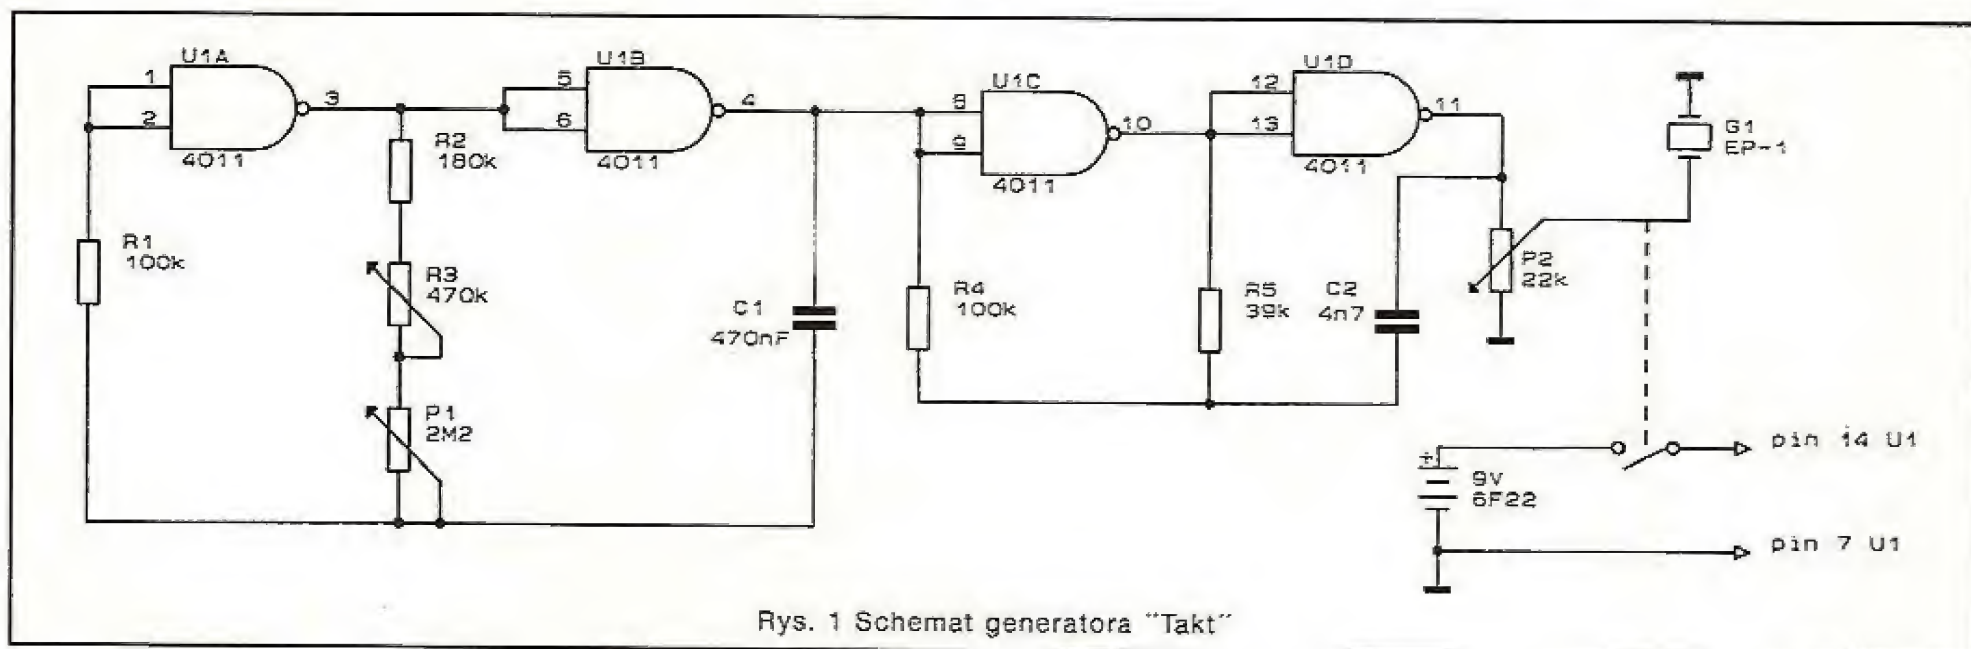 U1A
1
2
3
4011
R1
100k
R2
180k
R3
470k
P1
2M2
U1B
5
6
4
4011
C1
470nF
U1C
8
9
10
4011
R4
100k
R5
39k
U1D
12
13
11
4011
C2
4n7
P2
22k
G1
EP-1
+
9V
6F22
pin 14 U1
pin 7 U1
Rys. 1 Schemat generatora "Takt"